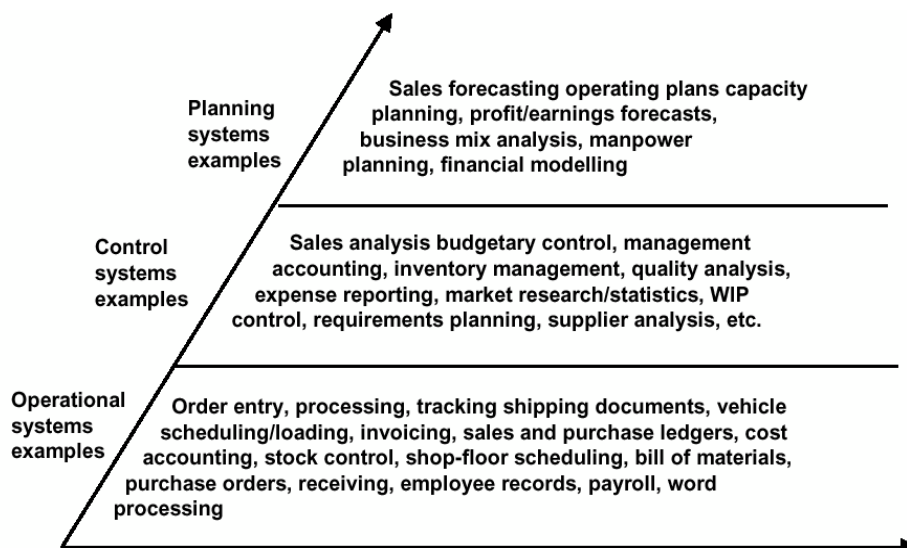 Planning
systems
examples
Sales forecasting operating plans capacity
planning, profit/earnings forecasts,
business mix analysis, manpower
planning, financial modelling
Control
systems
examples
Sales analysis budgetary control, management
accounting, inventory management, quality analysis,
expense reporting, market research/statistics, WIP
control, requirements planning, supplier analysis, etc.
Operational
systems
examples
Order entry, processing, tracking shipping documents, vehicle
scheduling/loading, invoicing, sales and purchase ledgers, cost
accounting, stock control, shop-floor scheduling, bill of materials,
purchase orders, receiving, employee records, payroll, word
processing